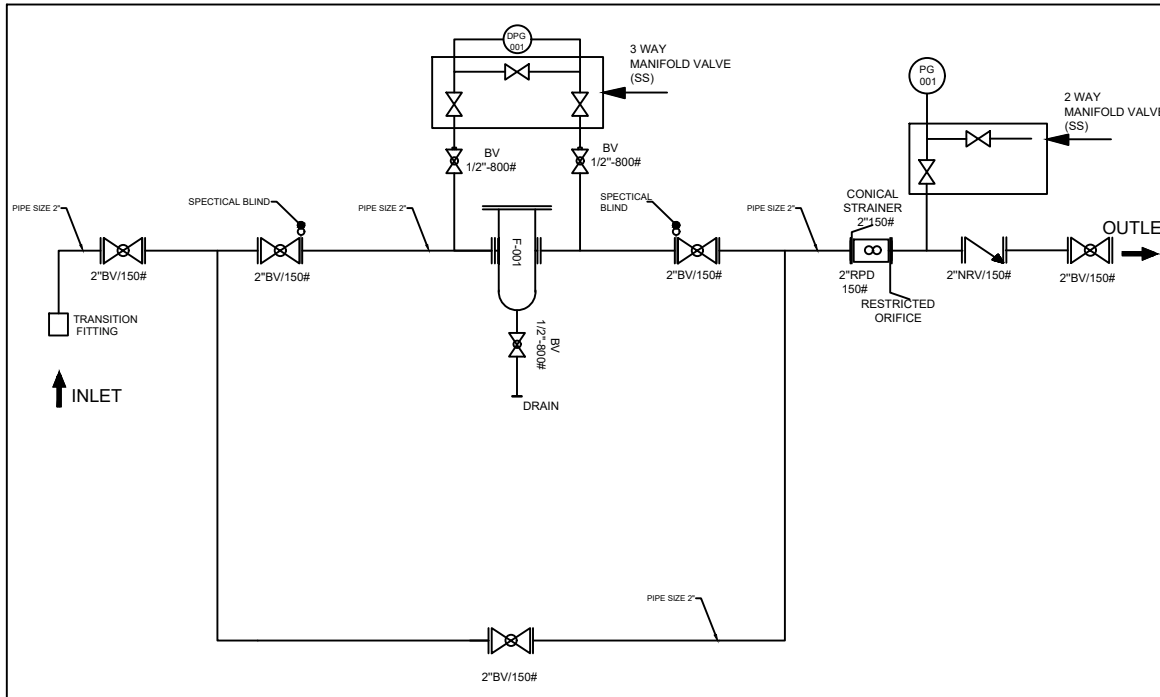 DPG
001
3 WAY
MANIFOLD VALVE
(SS)
PG
001
2 WAY
MANIFOLD VALVE
(SS)
BV
1/2"-800#
BV
1/2"-800#
PIPE SIZE 2"
SPECTICAL BLIND
PIPE SIZE 2"
SPECTICAL
BLIND
PIPE SIZE 2"
CONICAL
STRAINER
2"150#
F-001
OUTLE
2"BV/150#
2"BV/150#
2"BV/150#
2"RPD
150#
2"NRV/150#
2"BV/150#
RESTRICTED
ORIFICE
TRANSITION
FITTING
BV
1/2"-800#
INLET
DRAIN
PIPE SIZE 2"
2"BV/150#